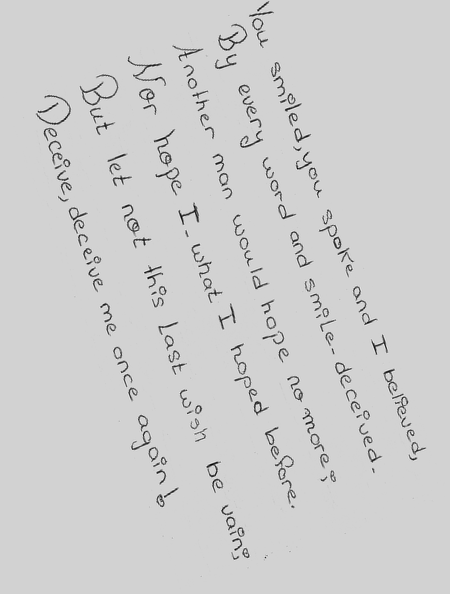 You smiled, you spoke and I believed,
By every word and smile-deceived.
Another man would hope no more;
Nor hope I-what I hoped before.
But let not this last wish be vain;
Deceive, deceive me once again!